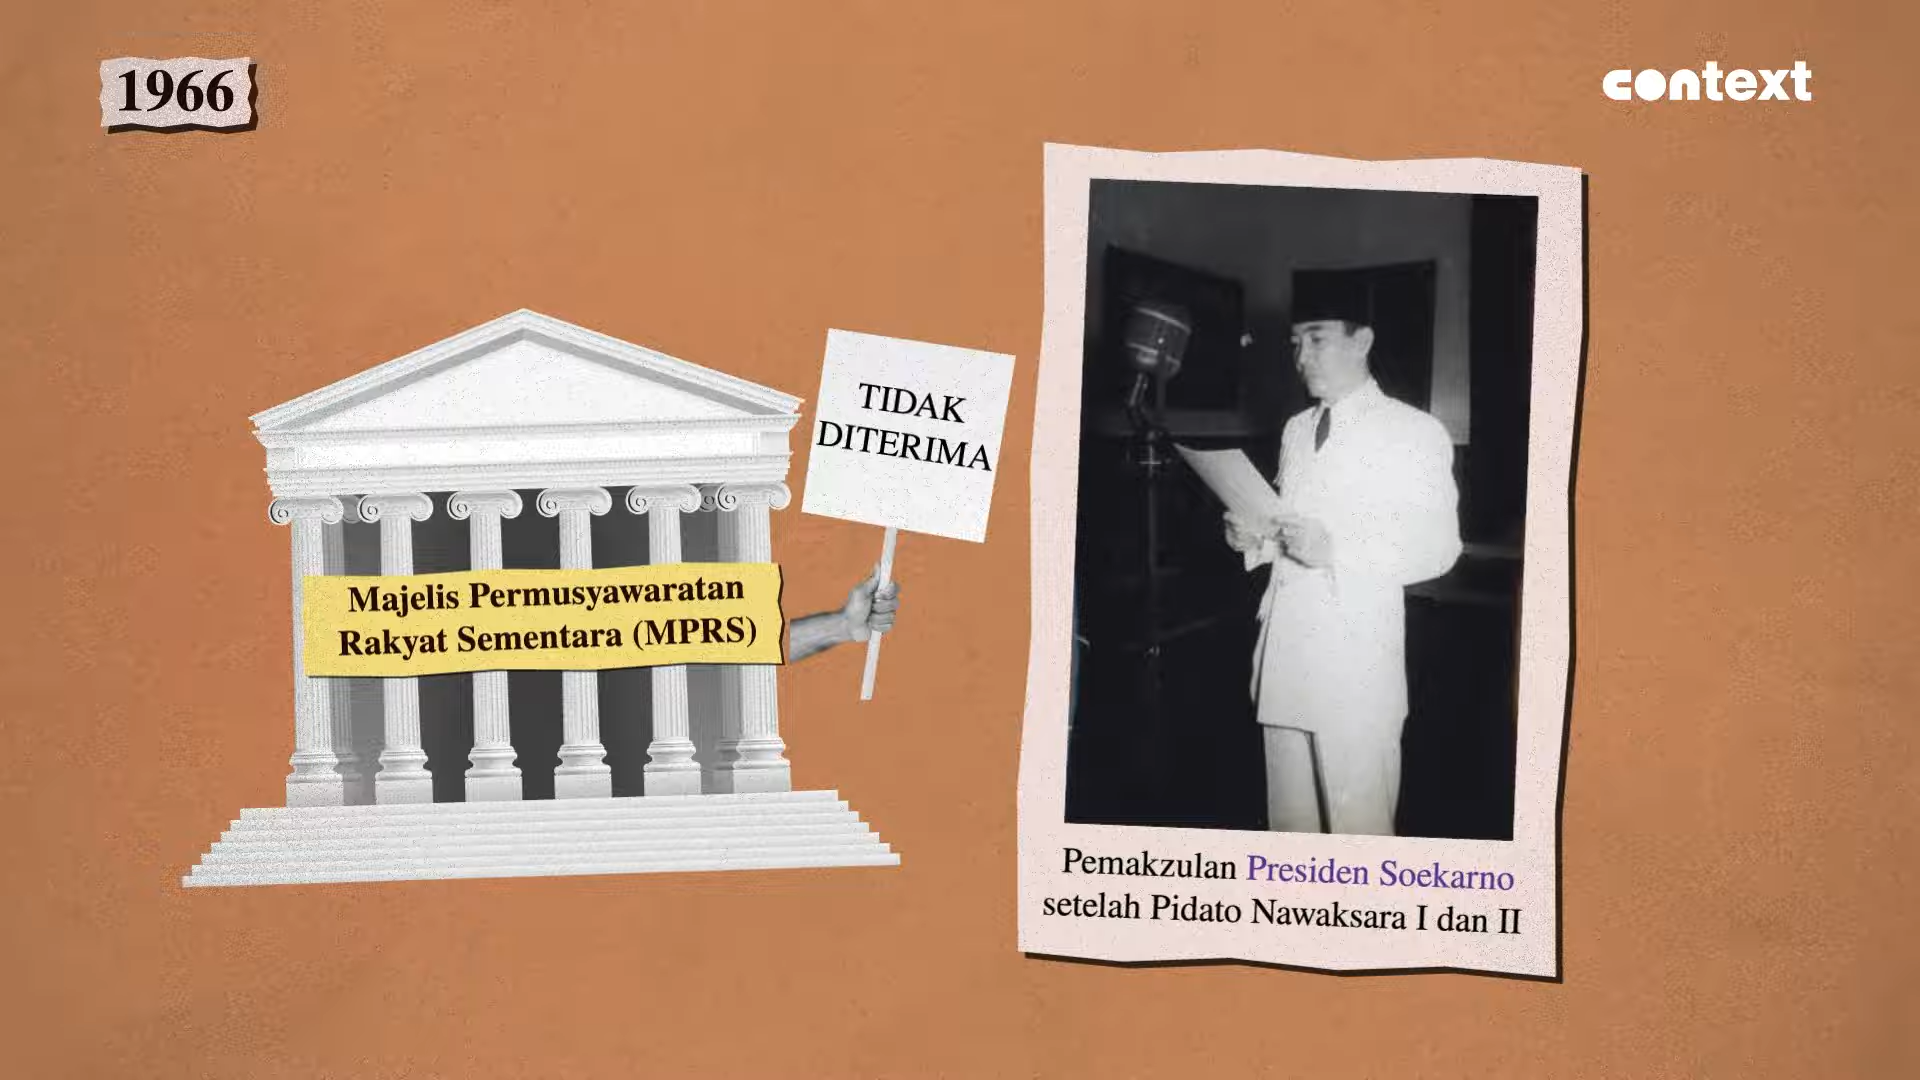 1966
context
TIDAK
DITERIMA
Majelis Permusyawaratan
Rakyat Sementara (MPRS)
Pemakzulan Presiden Soekarno
setelah Pidato Nawaksara I dan II